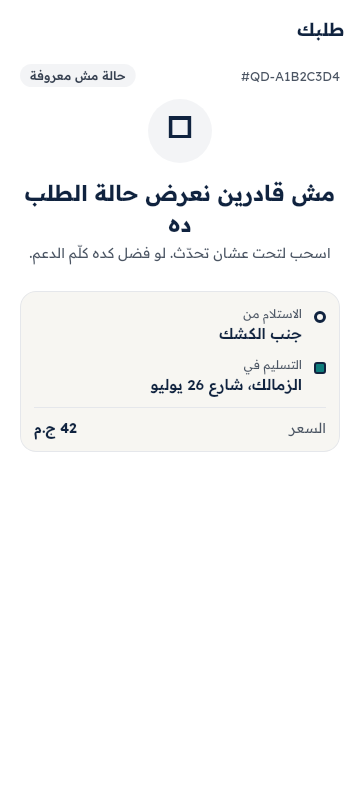 طلبك
#QD-A1B2C3D4
حالة مش معروفة
مش قادرين نعرض حالة الطلب
ده
اسحب لتحت عشان تحدّث. لو فضل كده كلّم الدعم.
الاستلام من
جنب الكشك
التسليم في
الزمالك، شارع 26 يوليو
السعر
42 ج.م